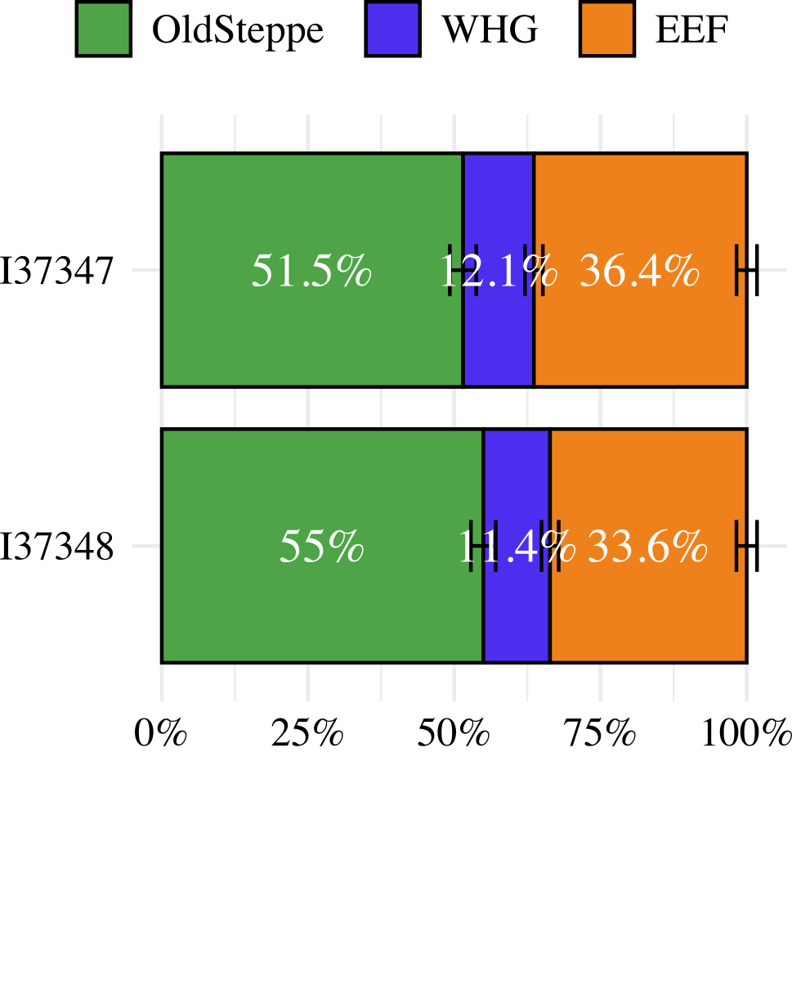 OldSteppe WHG EEF
I37347 51.5% 12.1% 36.4%
I37348 55% 11.4% 33.6%
0% 25% 50% 75% 100%